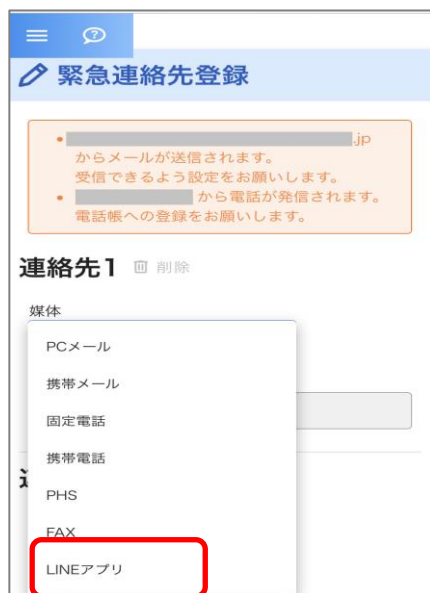 緊急連絡先登録
• .jp
からメールが送信されます。
受信できるよう設定をお願いします。
• から電話が発信されます。
電話帳への登録をお願いします。
連絡先1 削除
媒体
PCメール
携帯メール
固定電話
携帯電話
PHS
FAX
LINEアプリ